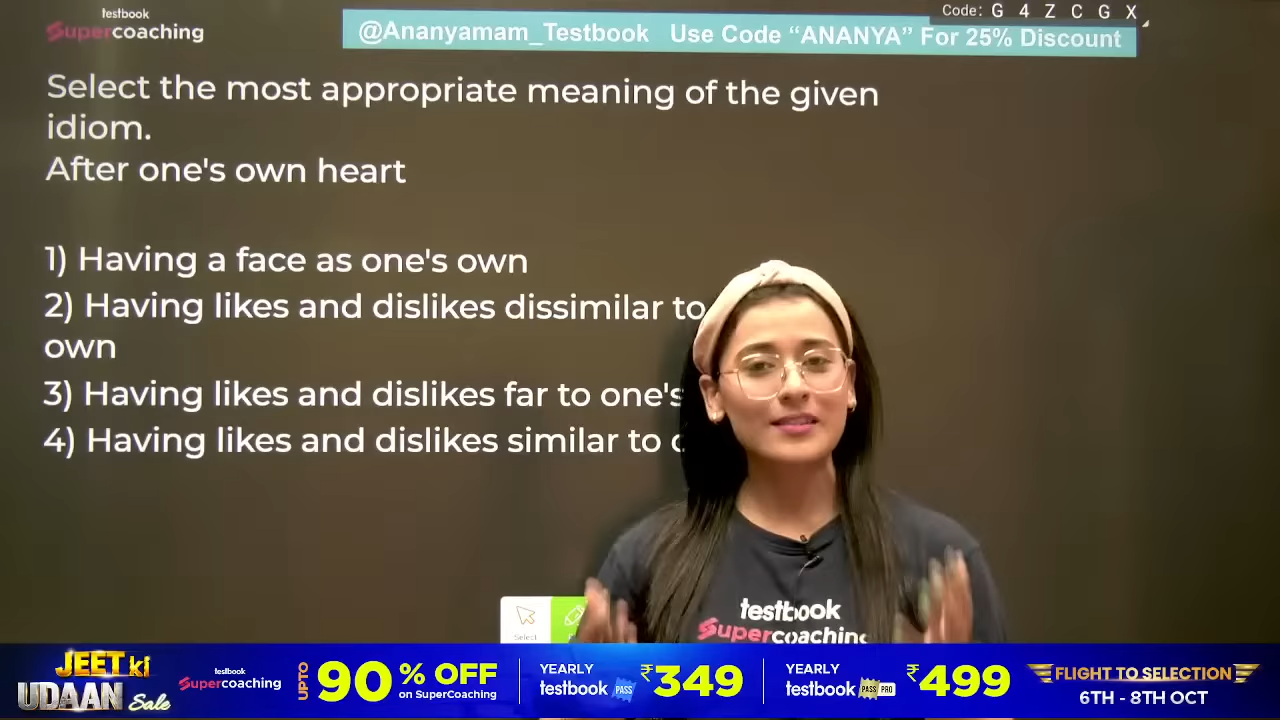 testbook
Supercoaching
@Ananyamam_Testbook Use Code “ANANYA” For 25% Discount
Code: G 4 Z C G X
Select the most appropriate meaning of the given
idiom.
After one's own heart
1) Having a face as one's own
2) Having likes and dislikes dissimilar to
own
3) Having likes and dislikes far to one's
4) Having likes and dislikes similar to
Select
testbook
Supercoaching
JEET ki
UDAAN Sale
testbook
Supercoaching
UPTO 90% OFF
on SuperCoaching
YEARLY
testbook PASS ₹349
YEARLY
testbook PASS PRO ₹499
FLIGHT TO SELECTION
6TH - 8TH OCT